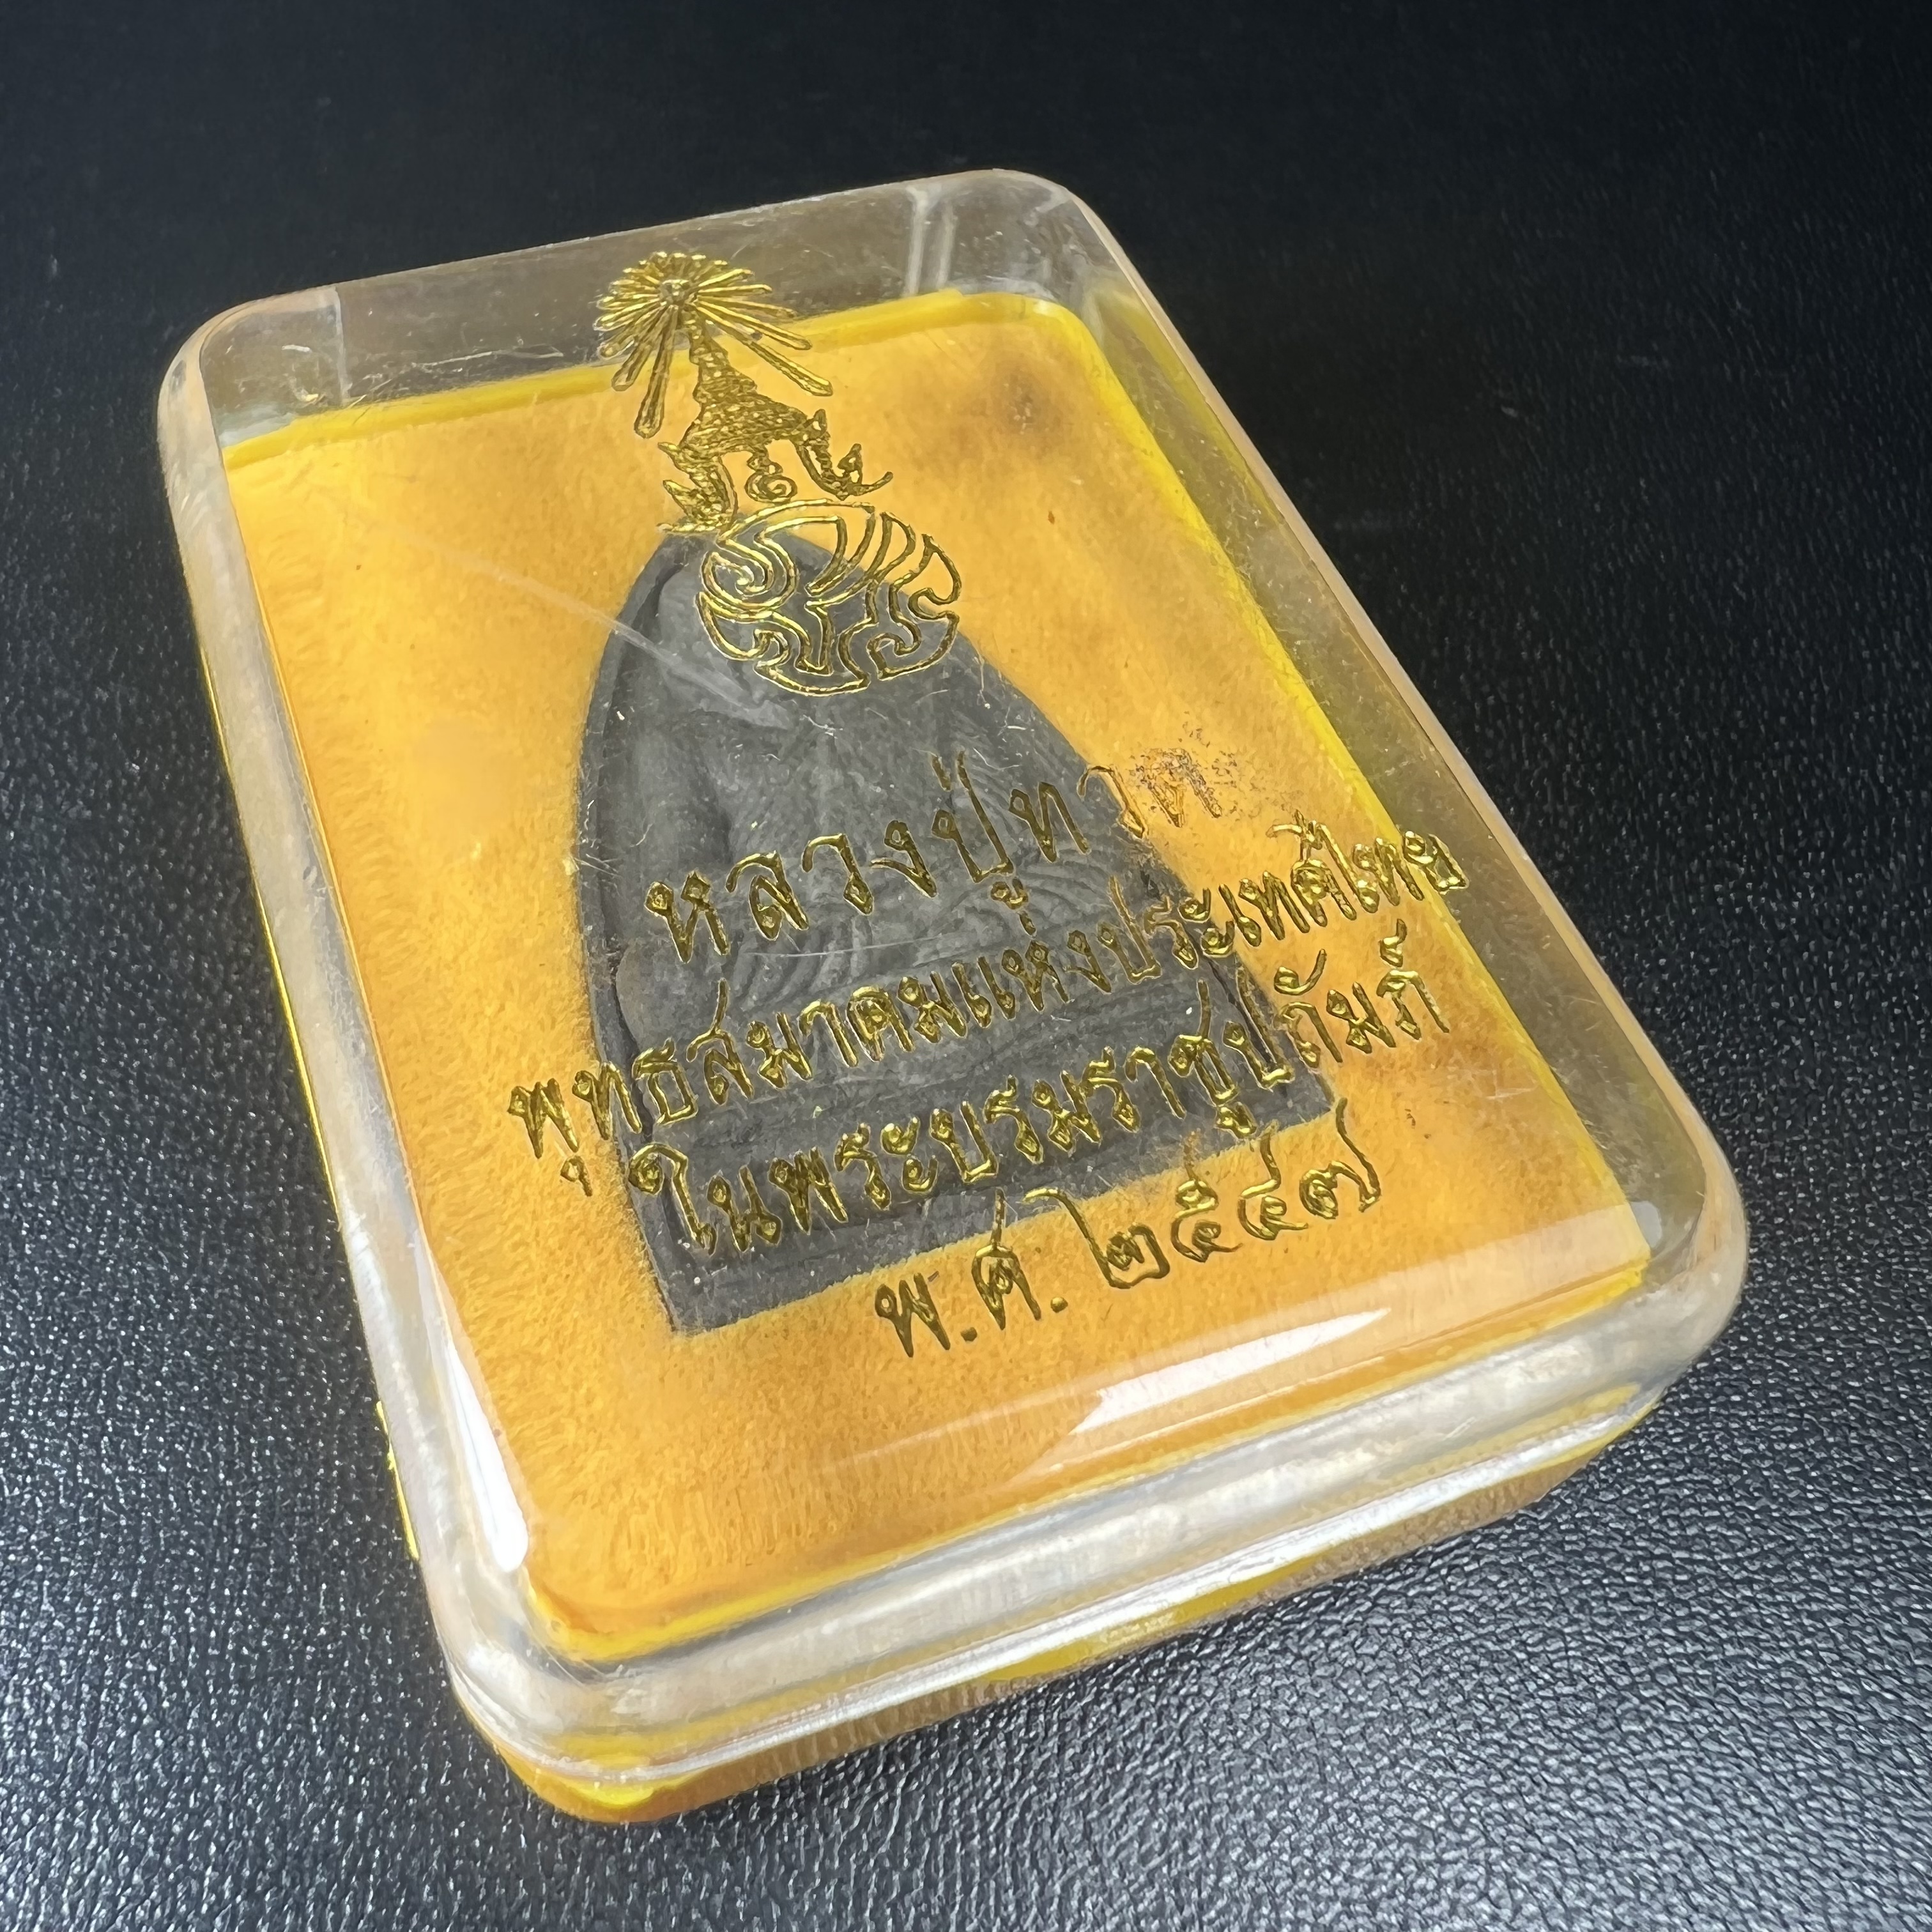 หลวงปู่ทวด
พุทธสมาคมแห่งประเทศไทย
ในพระบรมราชูปถัมภ์
พ.ศ. ๒๕๔๗